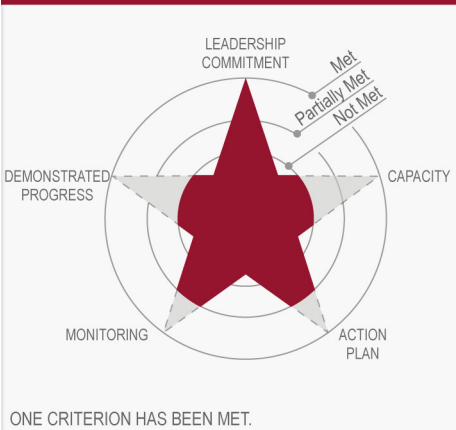 LEADERSHIP
COMMITMENT
Met
Partially Met
Not Met
DEMONSTRATED
PROGRESS
CAPACITY
MONITORING
ACTION
PLAN
ONE CRITERION HAS BEEN MET.